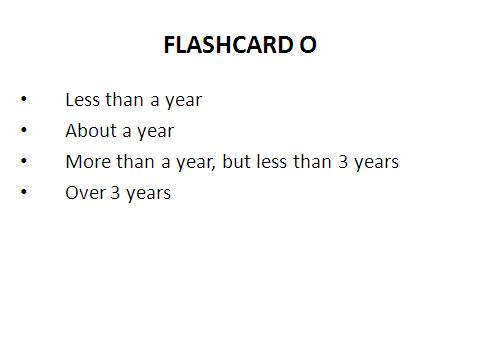 FLASHCARD O
• Less than a year
• About a year
• More than a year, but less than 3 years
• Over 3 years